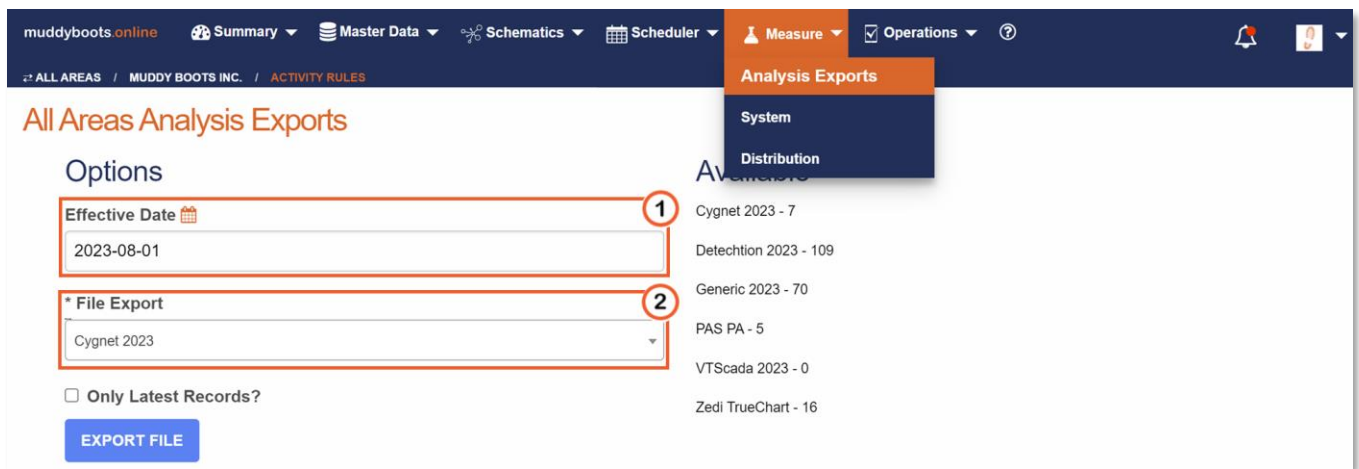 muddyboots.online Summary Master Data Schematics Scheduler Measure Operations ?
ALL AREAS / MUDDY BOOTS INC. / ACTIVITY RULES
Analysis Exports
System
Distribution
All Areas Analysis Exports
Options
Effective Date
1
2023-08-01
* File Export
2
Cygnet 2023
Only Latest Records?
EXPORT FILE
Cygnet 2023 - 7
Detechtion 2023 - 109
Generic 2023 - 70
PAS PA - 5
VTScada 2023 - 0
Zedi TrueChart - 16